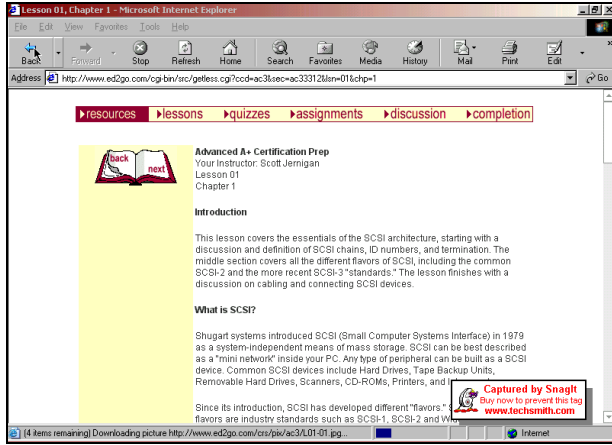 Lesson 01, Chapter 1 - Microsoft Internet Explorer
File Edit View Favorites Tools Help
Back Forward Stop Refresh Home Search Favorites Media History Mail Print Edit
Address http://www.ed2go.com/cgi-bin/src/getless.cgi?ccd=ac3&sec=ac33312&lsn=01&chp=1 Go
resources lessons quizzes assignments discussion completion
back next
Advanced A+ Certification Prep
Your Instructor: Scott Jernigan
Lesson 01
Chapter 1
Introduction
This lesson covers the essentials of the SCSI architecture, starting with a
discussion and definition of SCSI chains, ID numbers, and termination. The
middle section covers all the different flavors of SCSI, including the common
SCSI-2 and the more recent SCSI-3 "standards." The lesson finishes with a
discussion on cabling and connecting SCSI devices.
What is SCSI?
Shugart systems introduced SCSI (Small Computer Systems Interface) in 1979
as a system-independent means of mass storage. SCSI can be best described
as a "mini network" inside your PC. Any type of peripheral can be built as a SCSI
device. Common SCSI devices include Hard Drives, Tape Backup Units,
Removable Hard Drives, Scanners, CD-ROMs, Printers, and
Since its introduction, SCSI has developed different "flavors."
flavors are industry standards such as SCSI-1, SCSI-2 and
Captured by SnagIt
Buy now to prevent this tag
www.techsmith.com
(4 items remaining) Downloading picture http://www.ed2go.com/crs/pix/ac3/L01-01.jpg... Internet